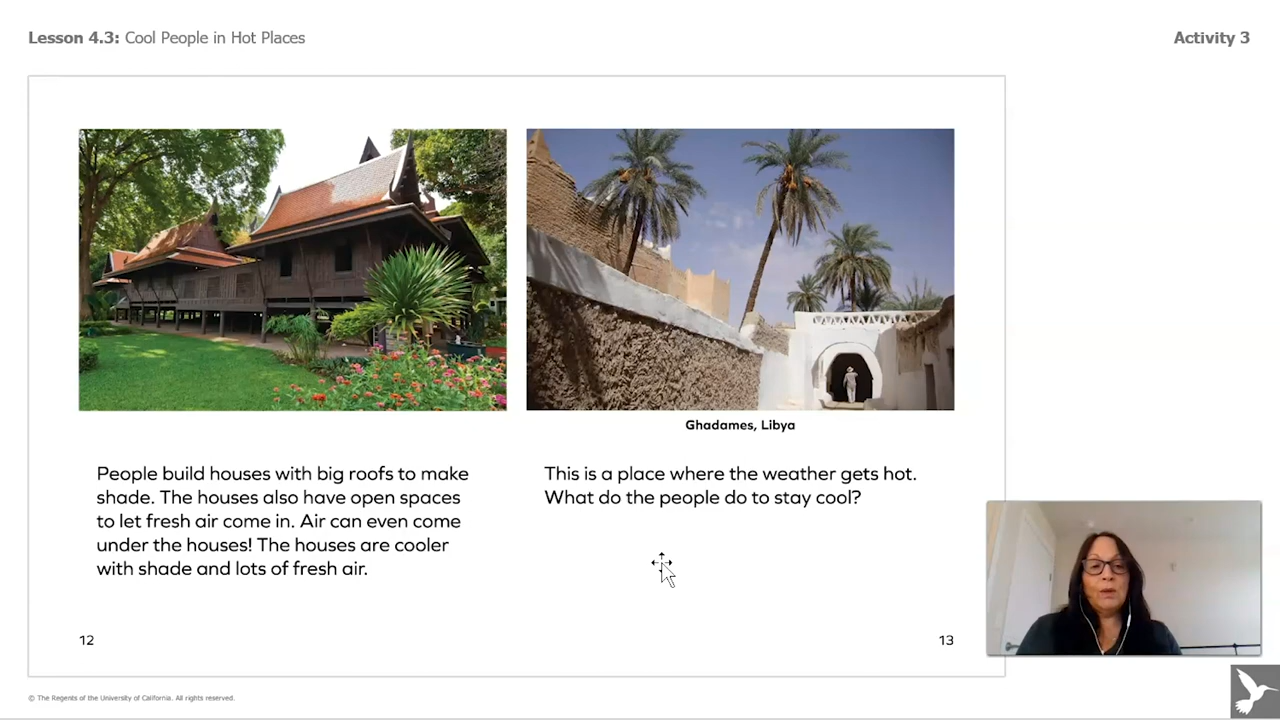 Lesson 4.3: Cool People in Hot Places
Activity 3
Ghadames, Libya
People build houses with big roofs to make
shade. The houses also have open spaces
to let fresh air come in. Air can even come
under the houses! The houses are cooler
with shade and lots of fresh air.
This is a place where the weather gets hot.
What do the people do to stay cool?
12
13
© The Regents of the University of California. All rights reserved.